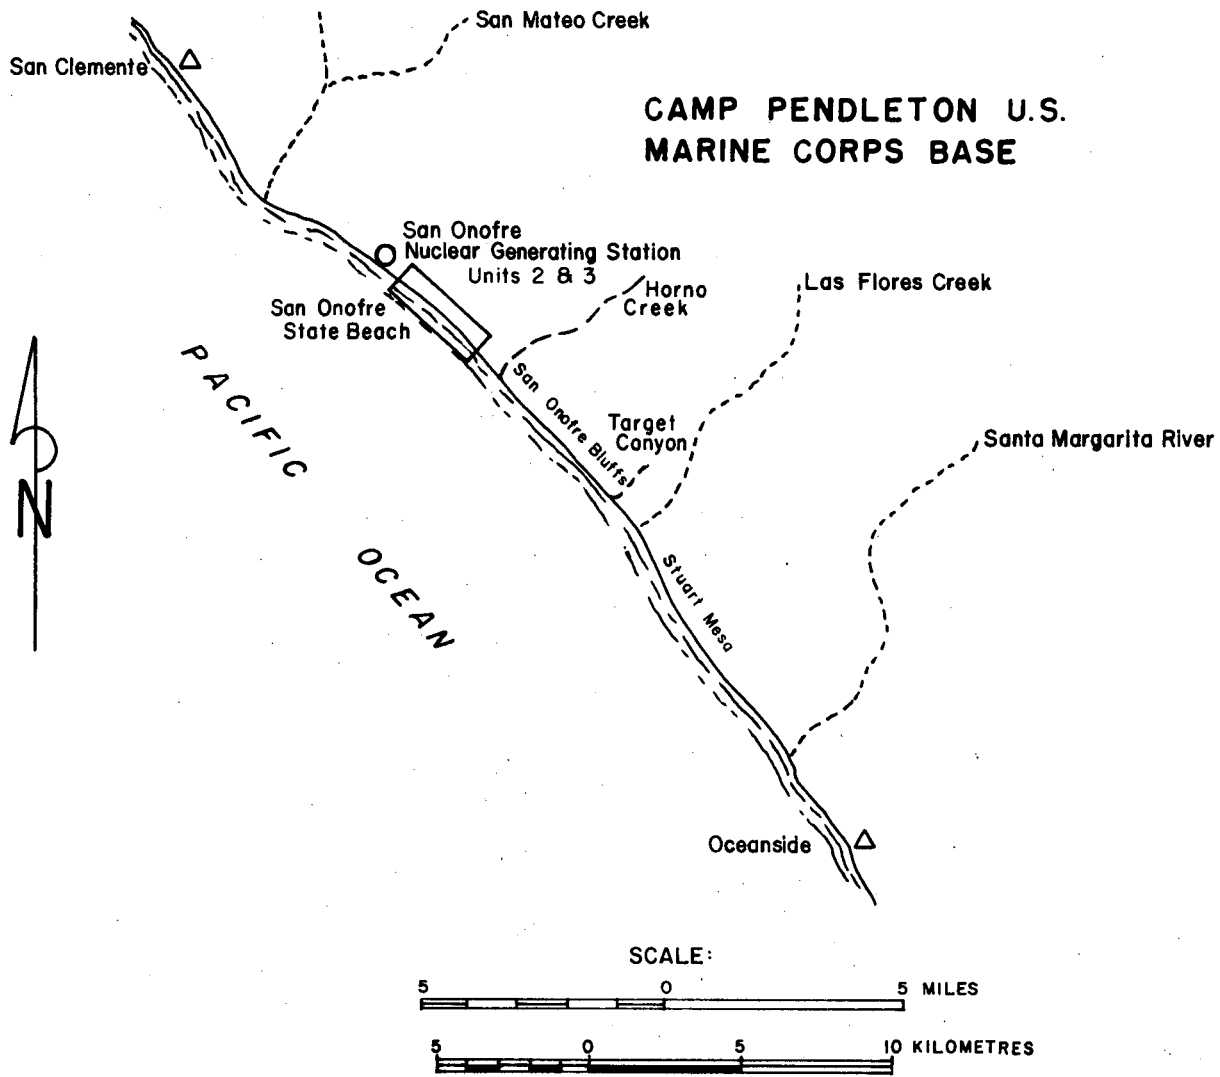 San Mateo Creek
San Clemente
CAMP PENDLETON U.S.
MARINE CORPS BASE
San Onofre
Nuclear Generating Station
Units 2 & 3
San Onofre
State Beach
Horno
Creek
Las Flores Creek
PACIFIC
OCEAN
San Onofre Bluffs
Target
Canyon
Santa Margarita River
N
Stuart Mesa
Oceanside
SCALE:
5 0 5 MILES
5 0 5 10 KILOMETRES